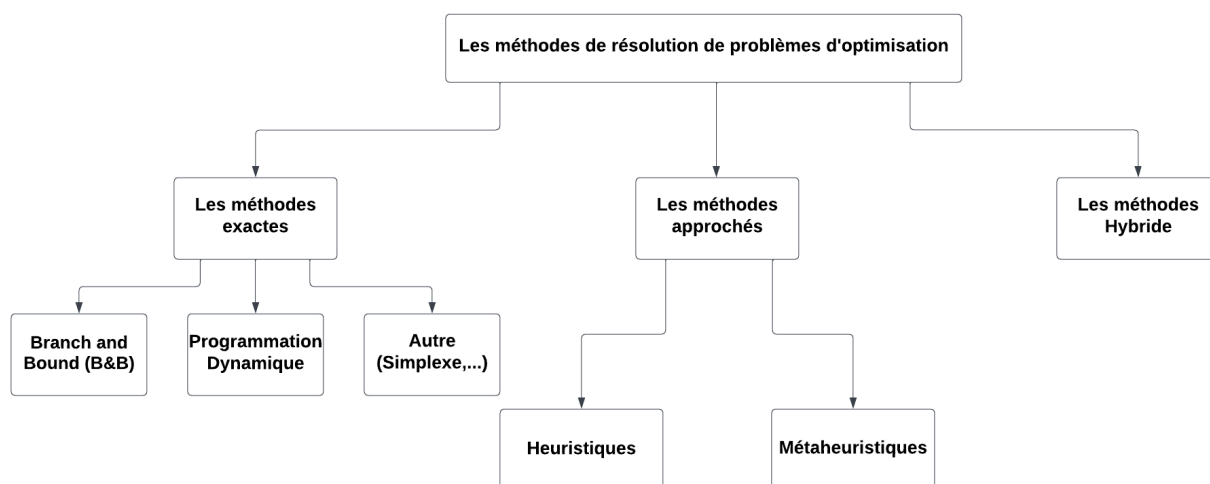 Les méthodes de résolution de problèmes d'optimisation
Les méthodes
exactes
Les méthodes
approchés
Les méthodes
Hybride
Branch and
Bound (B&B)
Programmation
Dynamique
Autre
(Simplexe,...)
Heuristiques
Métaheuristiques